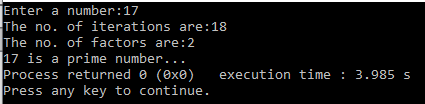 Enter a number:17
The no. of iterations are:18
The no. of factors are:2
17 is a prime number...
Process returned 0 (0x0)   execution time : 3.985 s
Press any key to continue.